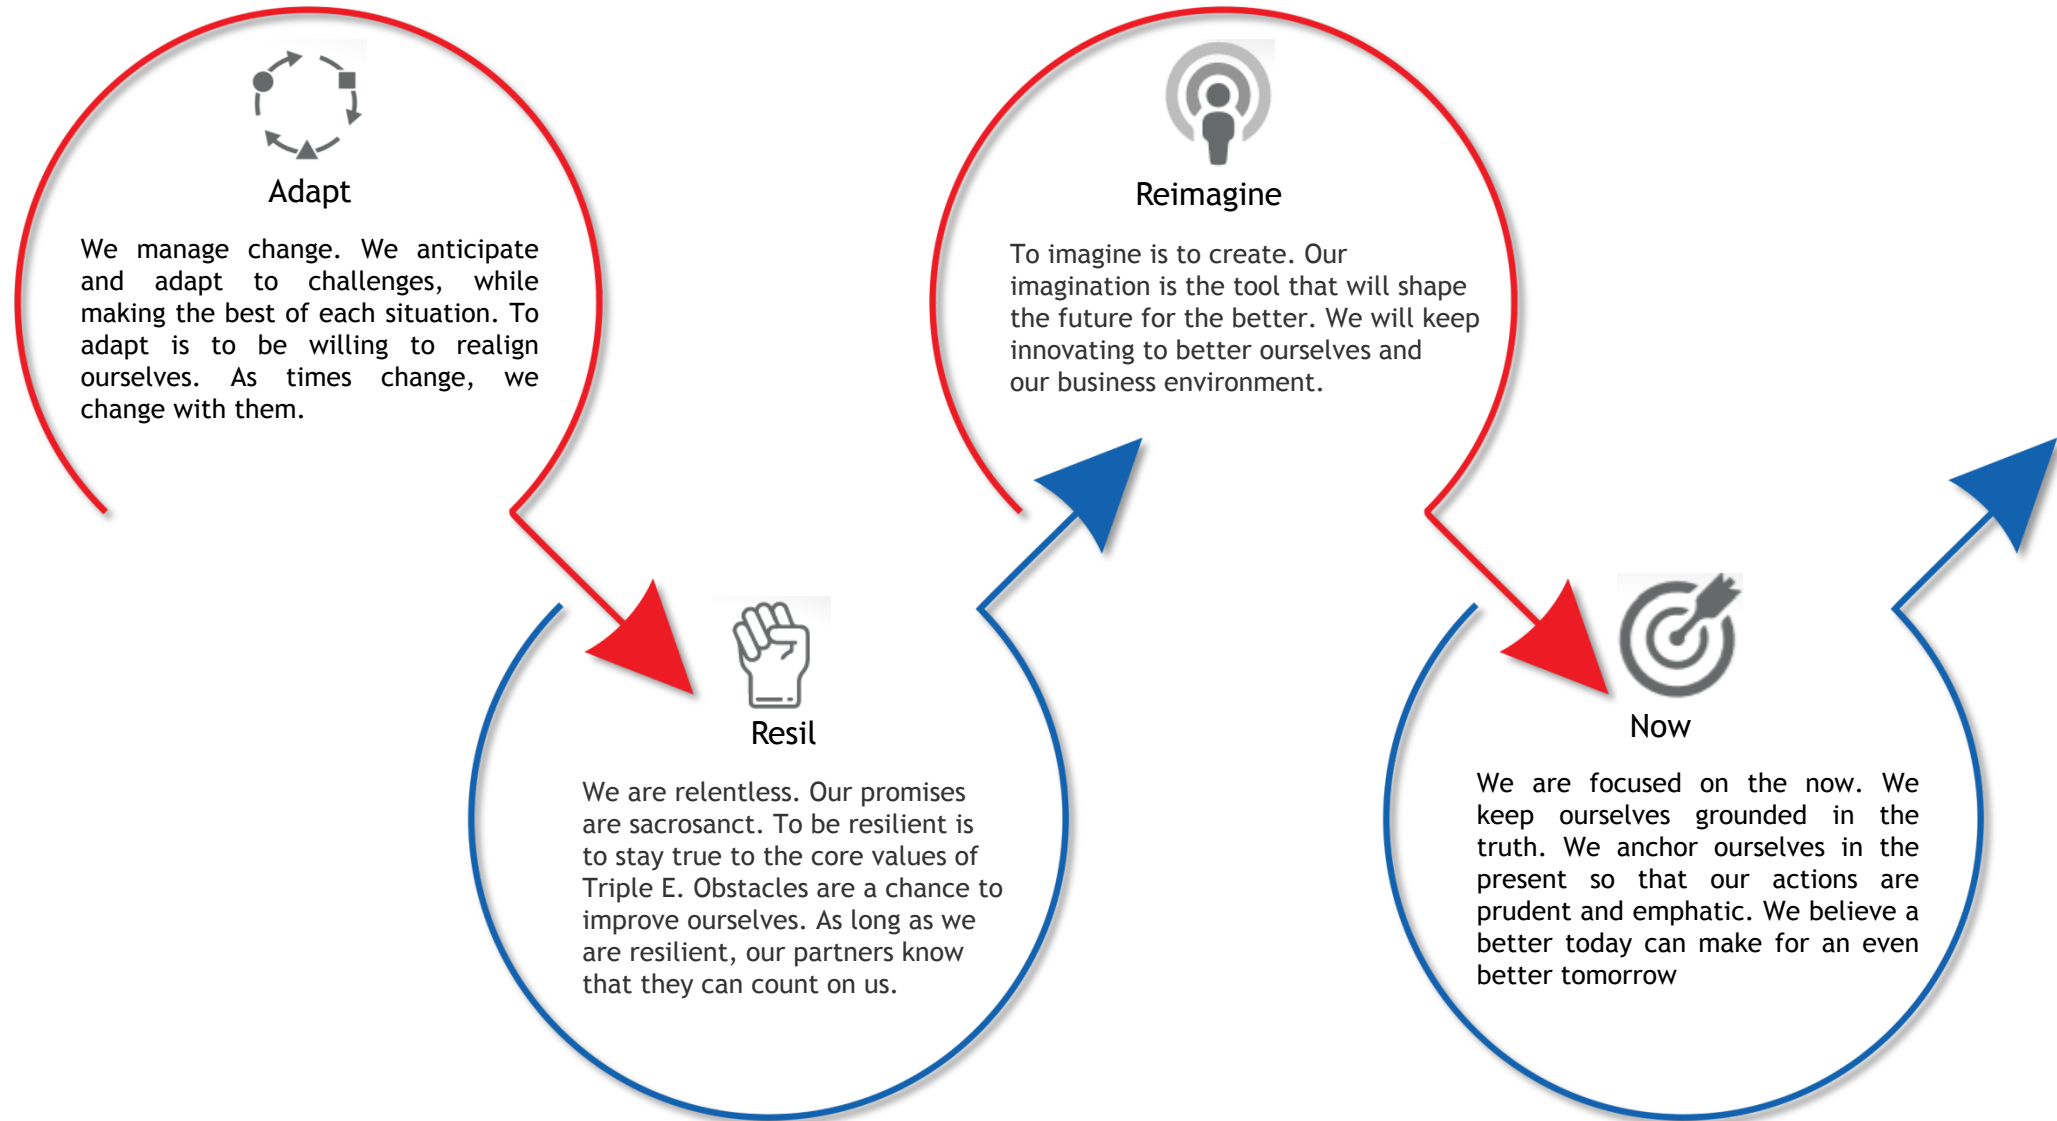 Adapt
We manage change. We anticipate
and adapt to challenges, while
making the best of each situation. To
adapt is to be willing to realign
ourselves. As times change, we
change with them.
Resil
We are relentless. Our promises
are sacrosanct. To be resilient is
to stay true to the core values of
Triple E. Obstacles are a chance to
improve ourselves. As long as we
are resilient, our partners know
that they can count on us.
Reimagine
To imagine is to create. Our
imagination is the tool that will shape
the future for the better. We will keep
innovating to better ourselves and
our business environment.
Now
We are focused on the now. We
keep ourselves grounded in the
truth. We anchor ourselves in the
present so that our actions are
prudent and emphatic. We believe a
better today can make for an even
better tomorrow